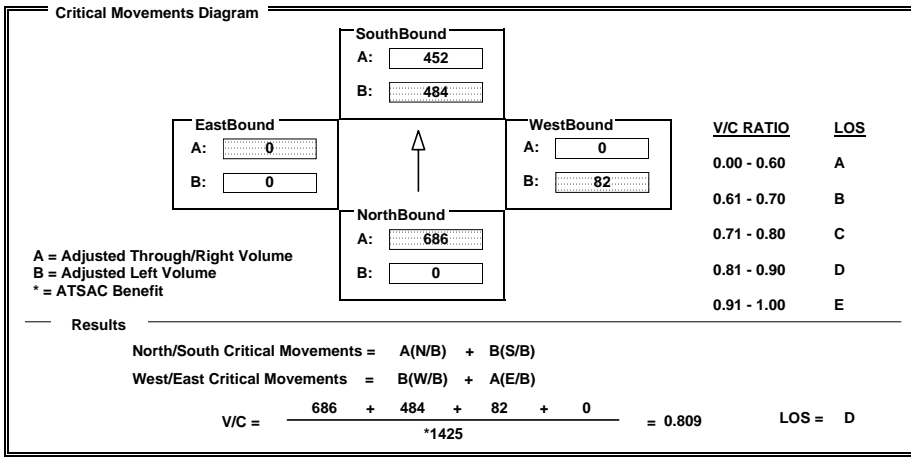 Critical Movements Diagram
SouthBound
A: 452
B: 484
EastBound
A: 0
B: 0
WestBound
A: 0
B: 82
NorthBound
A: 686
B: 0
V/C RATIO LOS
0.00 - 0.60 A
0.61 - 0.70 B
0.71 - 0.80 C
0.81 - 0.90 D
0.91 - 1.00 E
A = Adjusted Through/Right Volume
B = Adjusted Left Volume
* = ATSAC Benefit
Results
North/South Critical Movements = A(N/B) + B(S/B)
West/East Critical Movements = B(W/B) + A(E/B)
V/C = 686 + 484 + 82 + 0 = 0.809 LOS = D
*1425